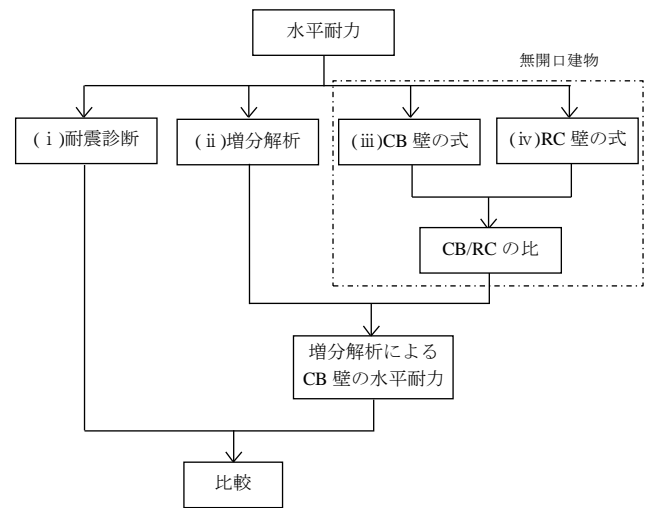 水平耐力
無開口建物
(ⅰ)耐震診断
(ⅱ)増分解析
(ⅲ)CB 壁の式
(ⅳ)RC 壁の式
CB/RC の比
増分解析による
CB 壁の水平耐力
比較